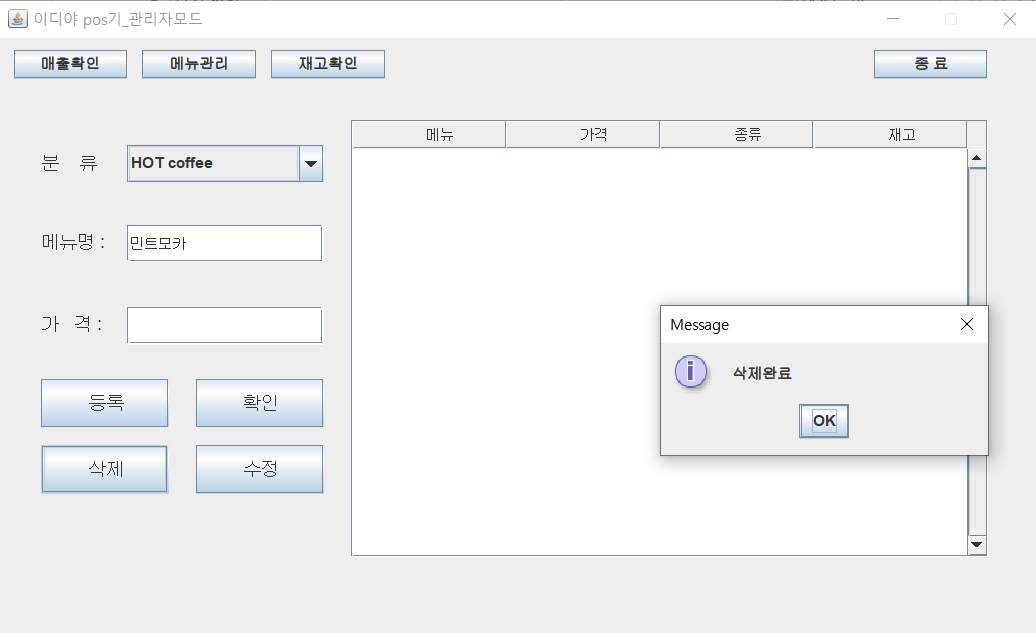 이디야 pos기_관리자모드
매출확인 메뉴관리 재고확인 종 료
메뉴 가격 종류 재고
분 류 HOT coffee
메뉴명 : 민트모카
가 격 :
등록 확인
삭제 수정
Message
삭제완료
OK